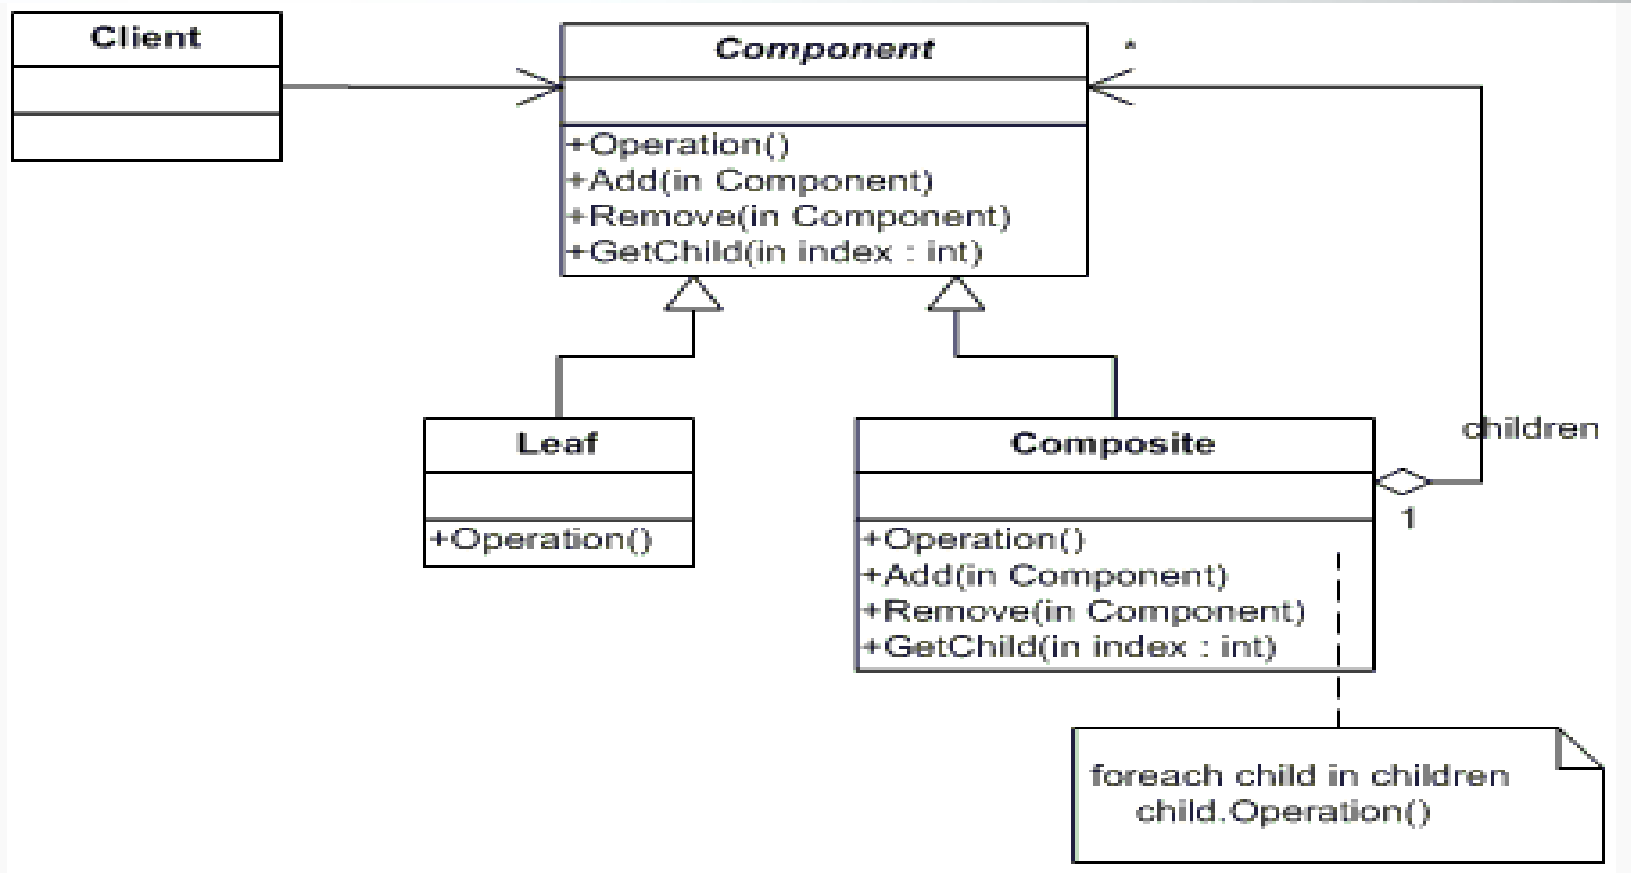 Client
Component
*
+Operation()
+Add(in Component)
+Remove(in Component)
+GetChild(in index : int)
children
Leaf
+Operation()
Composite
1
+Operation()
+Add(in Component)
+Remove(in Component)
+GetChild(in index : int)
foreach child in children
child.Operation()